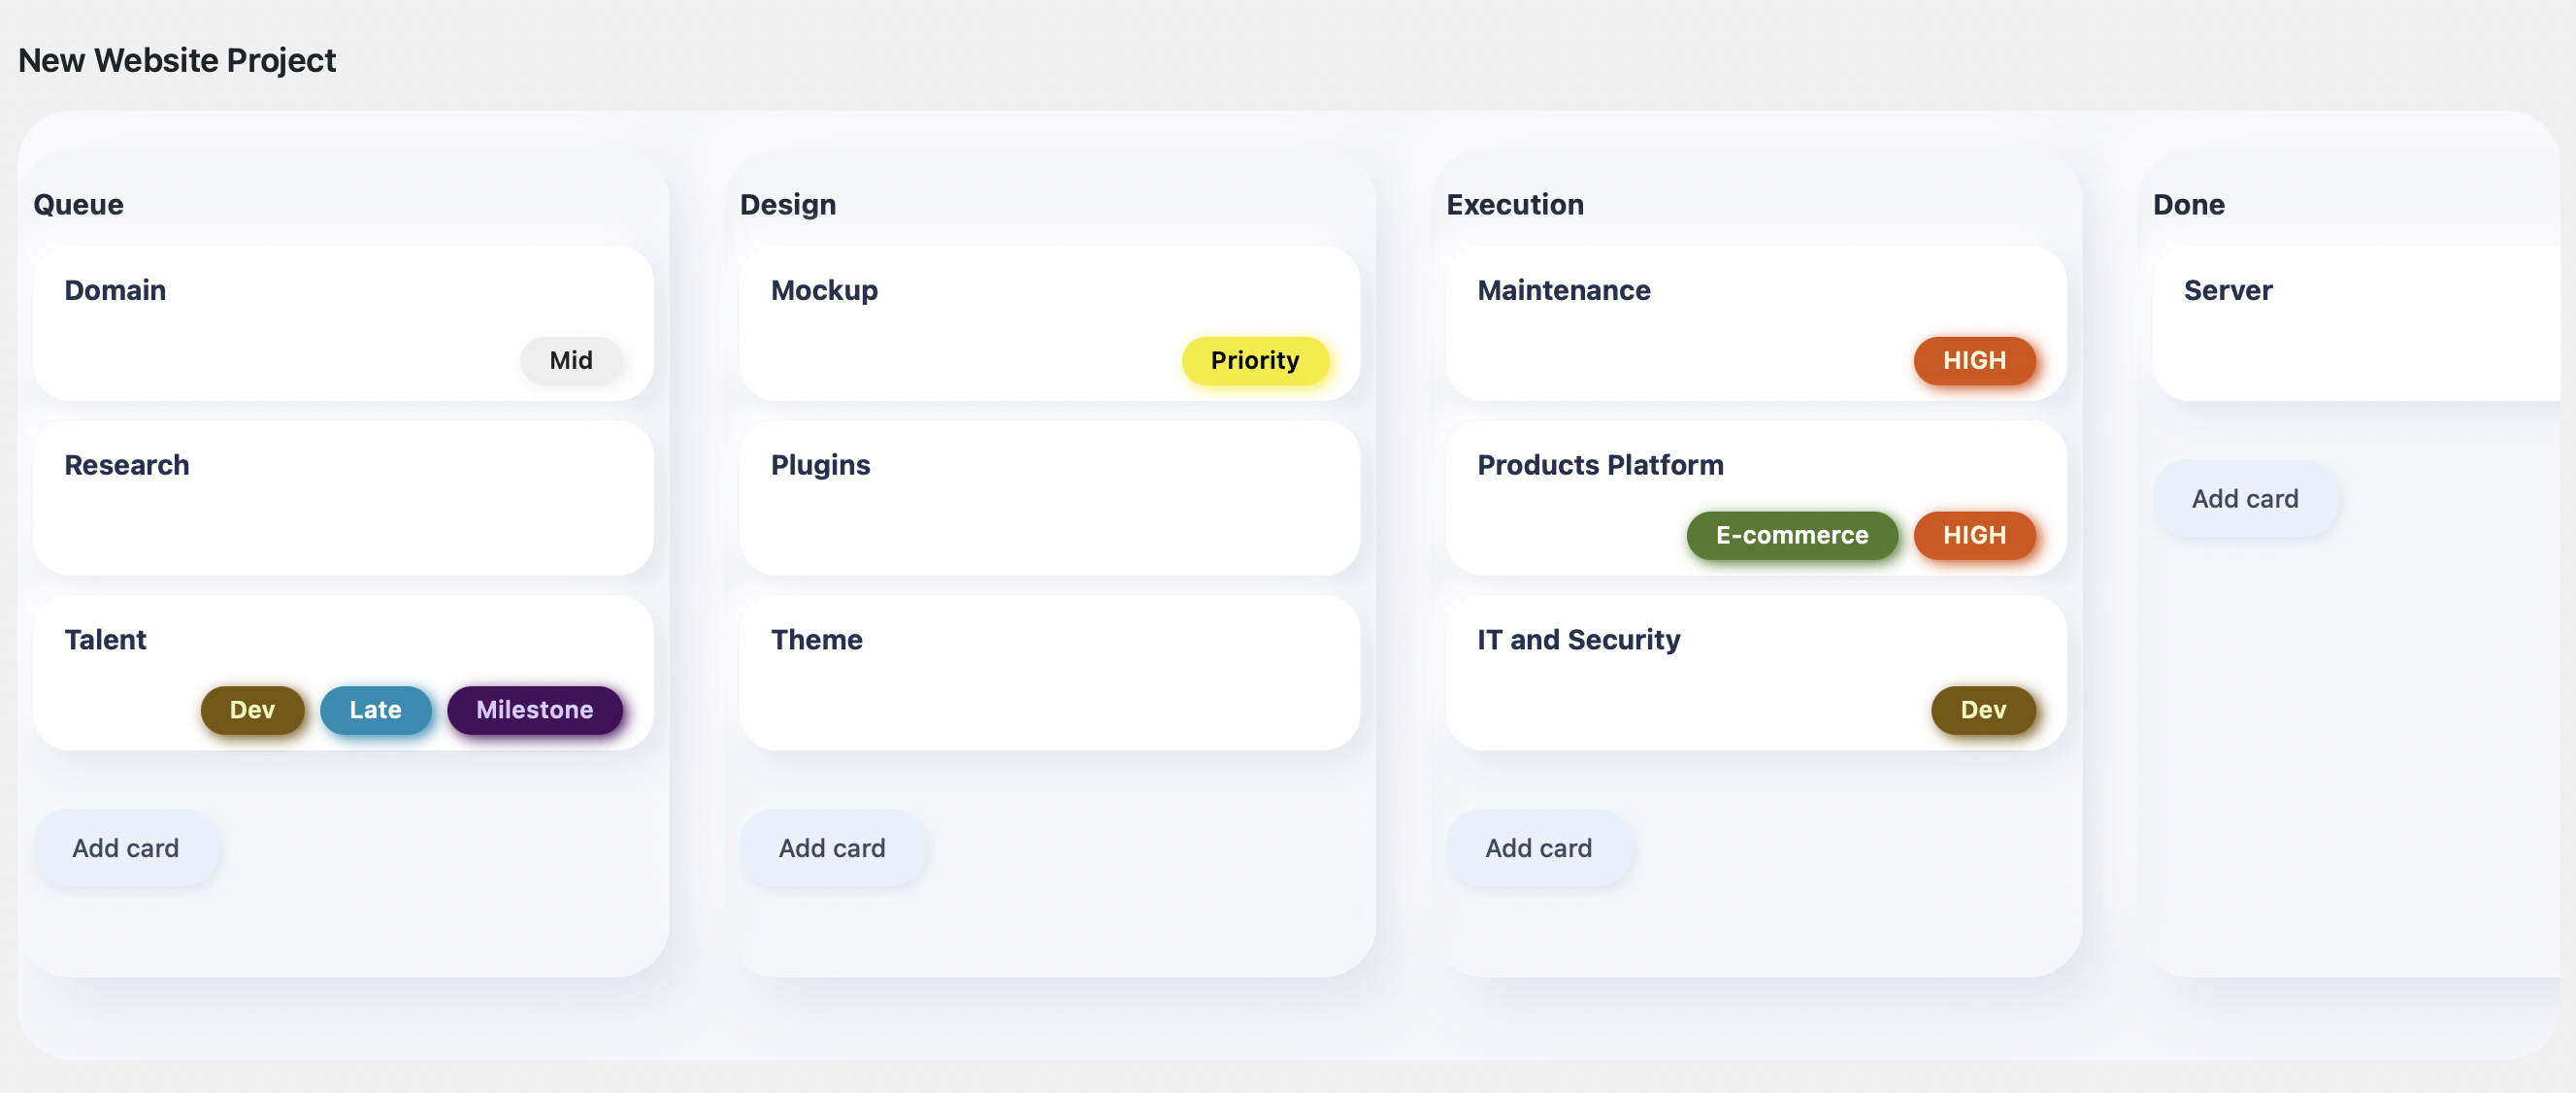 New Website Project
Queue
Domain
Mid
Research
Talent
Dev Late Milestone
Add card
Design
Mockup
Priority
Plugins
Theme
Add card
Execution
Maintenance
HIGH
Products Platform
E-commerce HIGH
IT and Security
Dev
Add card
Done
Server
Add card